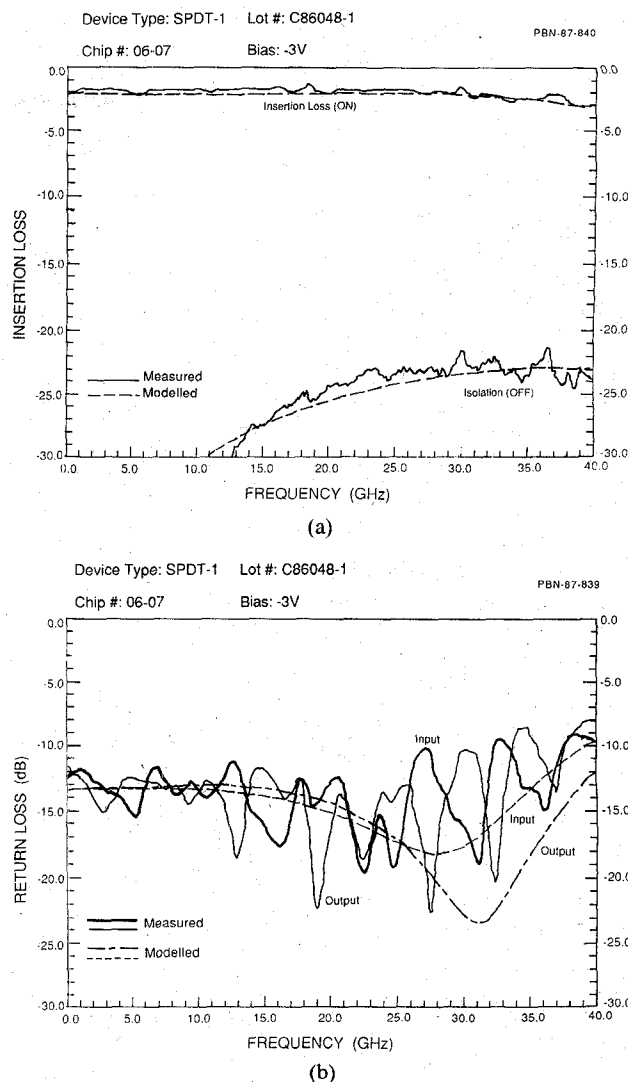 Device Type: SPDT-1 Lot #: C86048-1
PBN-87-840
Chip #: 06-07 Bias: -3V
0.0 0.0
Insertion Loss (ON)
-5.0 -5.0
-10.0 -10.0
INSERTION LOSS
-15.0 -15.0
-20.0 -20.0
Measured
Modelled
Isolation (OFF)
-25.0 -25.0
-30.0 -30.0
0.0 5.0 10.0 15.0 20.0 25.0 30.0 35.0 40.0
FREQUENCY (GHz)
(a)
Device Type: SPDT-1 Lot #: C86048-1
PBN-87-839
Chip #: 06-07 Bias: -3V
0.0 0.0
-5.0 -5.0
Input
-10.0 -10.0
RETURN LOSS (dB)
Input
-15.0 -15.0
Output
-20.0 -20.0
Output
Measured
Modelled
-25.0 -25.0
-30.0 -30.0
0.0 5.0 10.0 15.0 20.0 25.0 30.0 35.0 40.0
FREQUENCY (GHz)
(b)